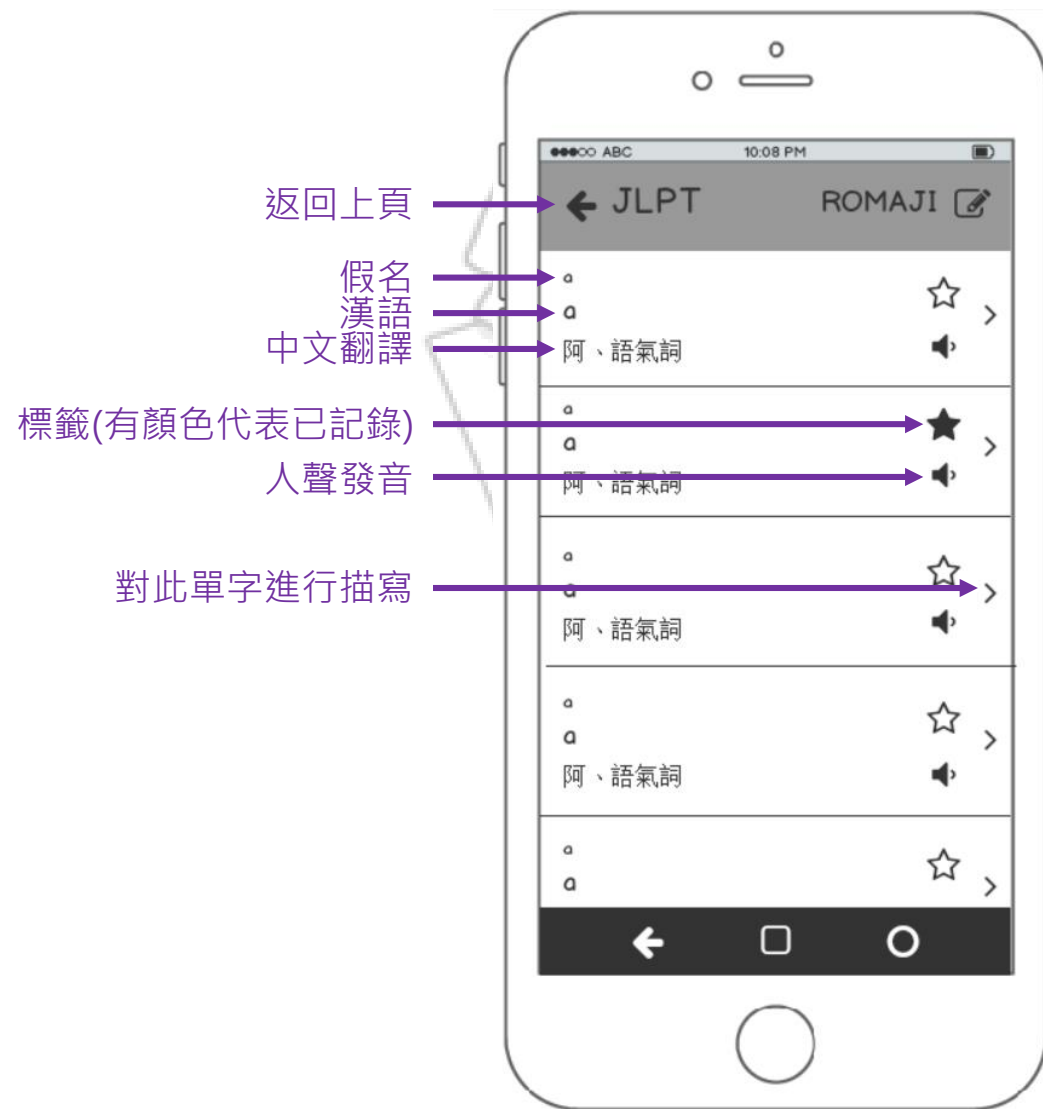 ABC 10:08 PM
返回上頁
JLPT ROMAJI
假名
a
漢語
a
中文翻譯
阿、語氣詞
a
標籤(有顏色代表已記錄)
a
人聲發音
阿、語氣詞
a
對此單字進行描寫
a
阿、語氣詞
a
a
阿、語氣詞
a
a